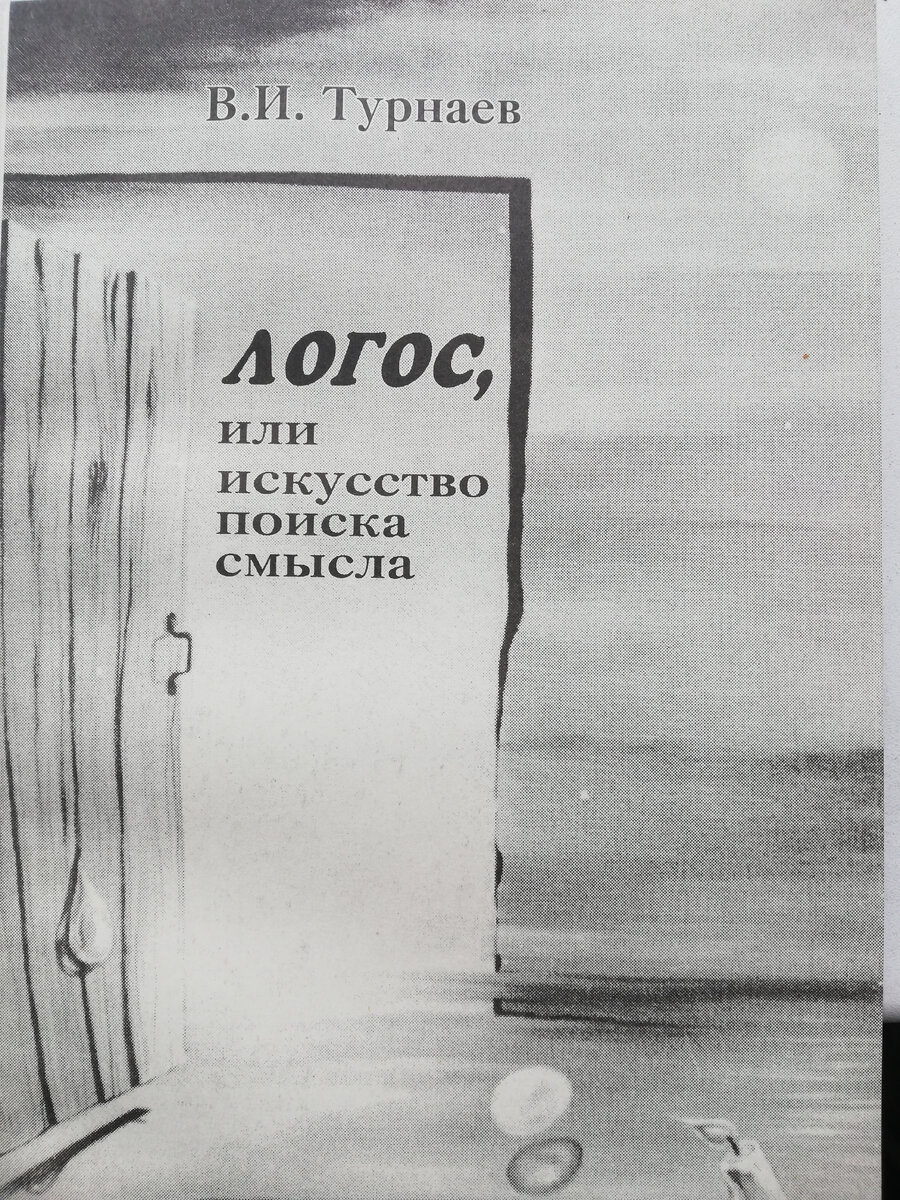 В.И. Турнаев
ЛОГОС,
или
искусство
поиска
смысла